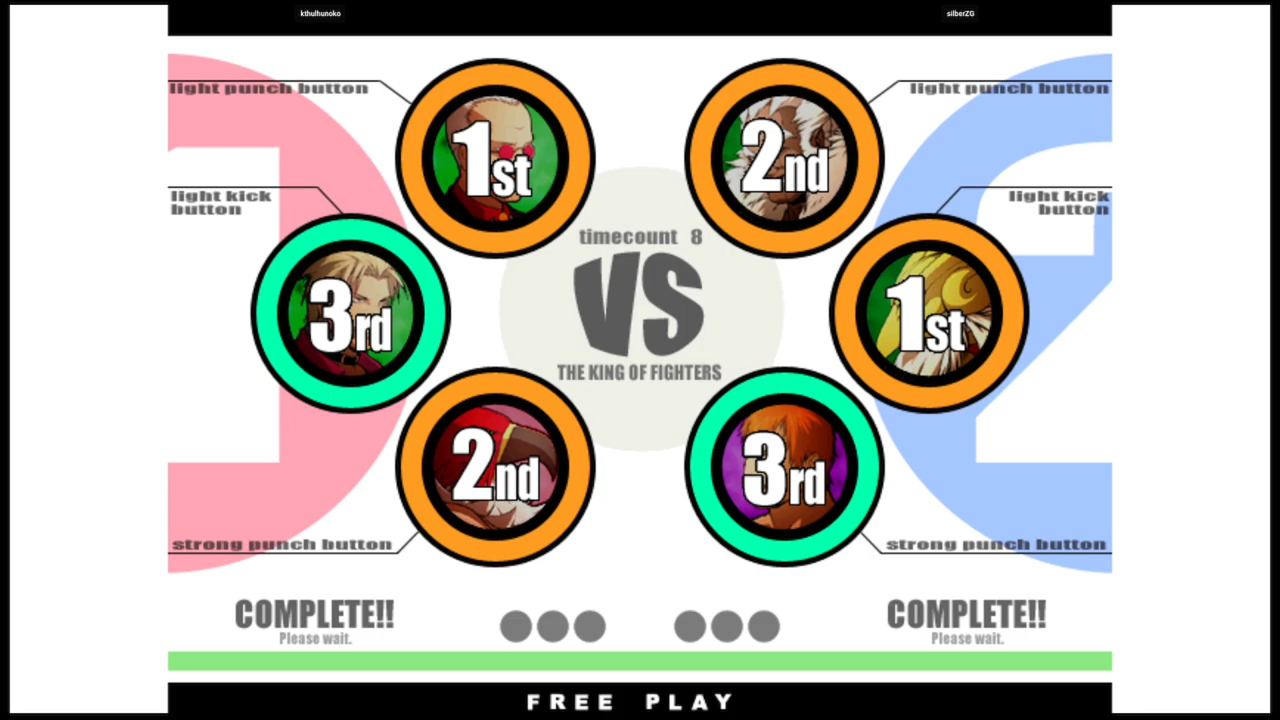 kthulhunoko
silberZG
light punch button
light punch button
1st
2nd
light kick
button
light kick
button
timecount 8
VS
THE KING OF FIGHTERS
3rd
1st
2nd
3rd
strong punch button
strong punch button
COMPLETE!!
Please wait.
COMPLETE!!
Please wait.
FREE PLAY
1
2